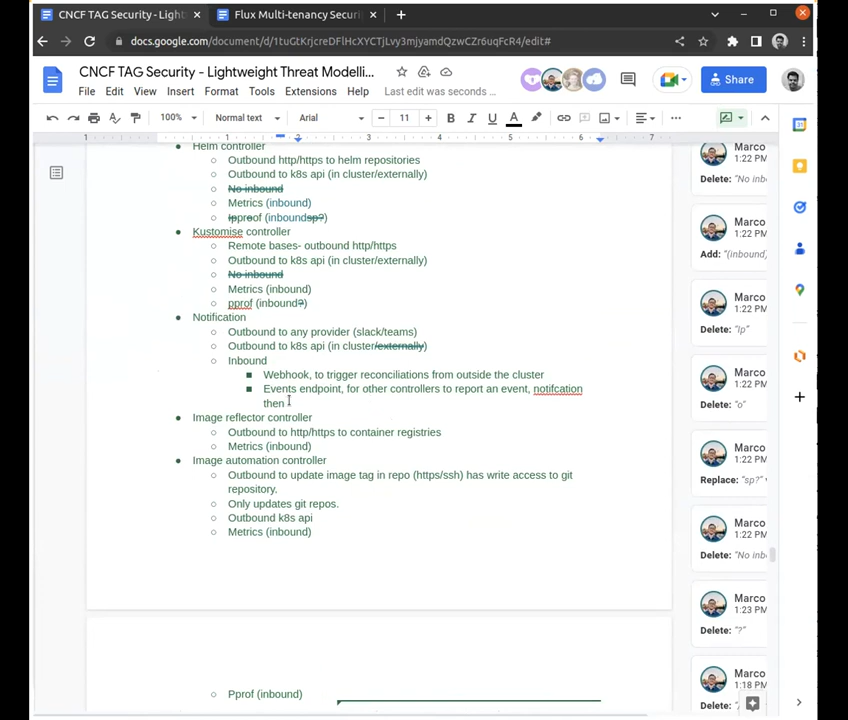 CNCF TAG Security - Light
Flux Multi-tenancy Securi
docs.google.com/document/d/1tuGtKrjcreDFlHcXYCTjLvy3mjyamdQzwCZr6uqFcR4/edit#
CNCF TAG Security - Lightweight Threat Modelli...
File Edit View Insert Format Tools Extensions Help Last edit was seconds ...
Share
100% Normal text Arial 11 B I U A
1 1 2 3 4 5 6 7
Helm controller
Outbound http/https to helm repositories
Outbound to k8s api (in cluster/externally)
No inbound
Metrics (inbound)
Ipproof (inboundsp?)
Kustomise controller
Remote bases- outbound http/https
Outbound to k8s api (in cluster/externally)
No inbound
Metrics (inbound)
pprof (inbound?)
Notification
Outbound to any provider (slack/teams)
Outbound to k8s api (in cluster/externally)
Inbound
Webhook, to trigger reconciliations from outside the cluster
Events endpoint, for other controllers to report an event, notifcation
then
Image reflector controller
Outbound to http/https to container registries
Metrics (inbound)
Image automation controller
Outbound to update image tag in repo (https/ssh) has write access to git
repository.
Only updates git repos.
Outbound k8s api
Metrics (inbound)
Pprof (inbound)
Marco
1:22 PM
Delete: "No inb
Marco
1:22 PM
Add: "(inbound)
Marco
1:22 PM
Delete: "Ip"
Marco
1:22 PM
Delete: "o"
Marco
1:22 PM
Replace: "sp?"
Marco
1:22 PM
Delete: "No inb
Marco
1:23 PM
Delete: "?"
Marco
1:18 PM
Delete: